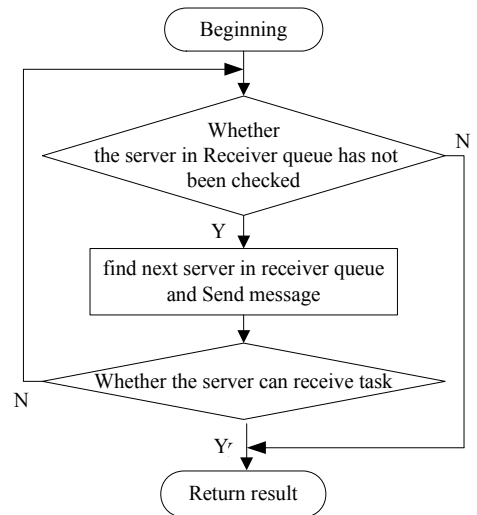 Beginning
Whether
the server in Receiver queue has not
been checked
N
Y
find next server in receiver queue
and Send message
Whether the server can receive task
N
Y
Return result